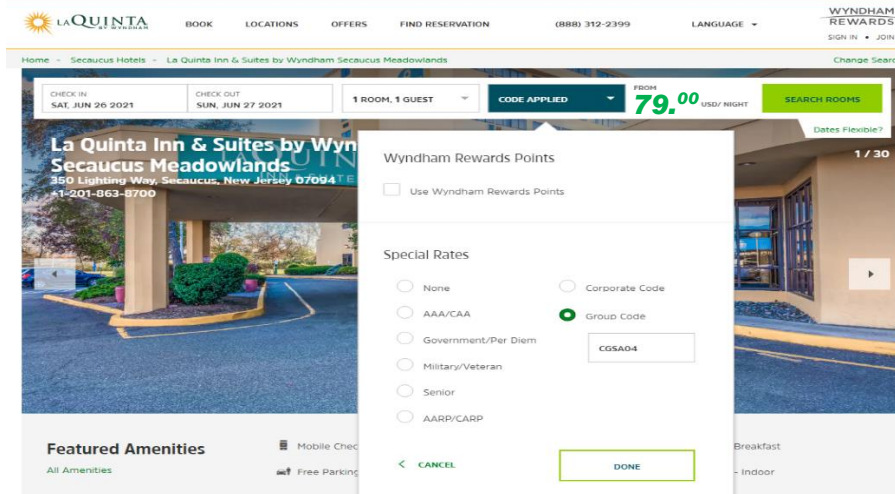 LAQUINTA
BY WYNDHAM
BOOK
LOCATIONS
OFFERS
FIND RESERVATION
(888) 312-2399
LANGUAGE
WYNDHAM
REWARDS
SIGN IN • JOIN
Home - Secaucus Hotels - La Quinta Inn & Suites by Wyndham Secaucus Meadowlands
Change Sear
CHECK IN
SAT, JUN 26 2021
CHECK OUT
SUN, JUN 27 2021
1 ROOM, 1 GUEST
CODE APPLIED
FROM
79.00 USD/ NIGHT
SEARCH ROOMS
Dates Flexible?
La Quinta Inn & Suites by Wyn
Secaucus Meadowlands
350 Lighting Way, Secaucus, New Jersey 07094
+1-201-863-8700
1 / 30
Wyndham Rewards Points
Use Wyndham Rewards Points
Special Rates
None
AAA/CAA
Government/Per Diem
Military/Veteran
Senior
AARP/CARP
Corporate Code
Group Code
CGSA04
CANCEL
DONE
Featured Amenities
All Amenities
Mobile Chec
Free Parking
Breakfast
- Indoor